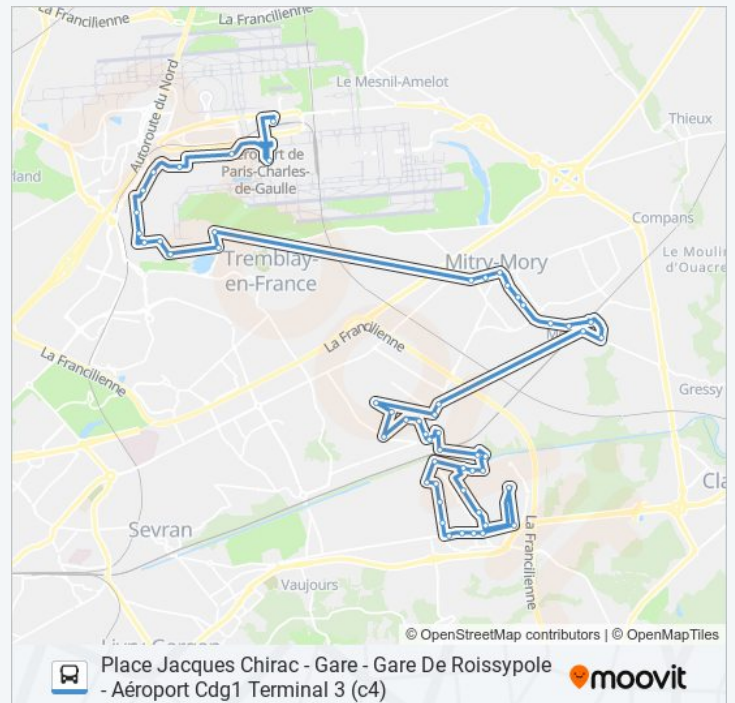 La Francilienne
La Francilienne
Autoroute du Nord
Le Mesnil-Amelot
Thieux
Aéroport de
Paris-Charles-
de-Gaulle
Compans
Le Moulin
d'Ouacre
Tremblay-
en-France
Mitry-Mory
La Francilienne
La Francilienne
Gressy
Sevran
La Francilienne
Vaujours
© OpenStreetMap contributors | © OpenMapTiles
Place Jacques Chirac - Gare - Gare De Roissypole
- Aéroport Cdg1 Terminal 3 (c4)
moovit